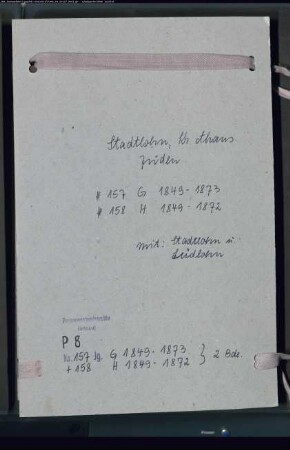 Stadtlohn, Kr. Ahaus
Juden
# 157 G 1849-1873
# 158 H 1849-1872
mit: Stadtlohn u.
Südlohn
Personenstandsarchiv
P 8
Nr. 157 G 1849-1873 } 2 Bde.
+ 158 H 1849-1872